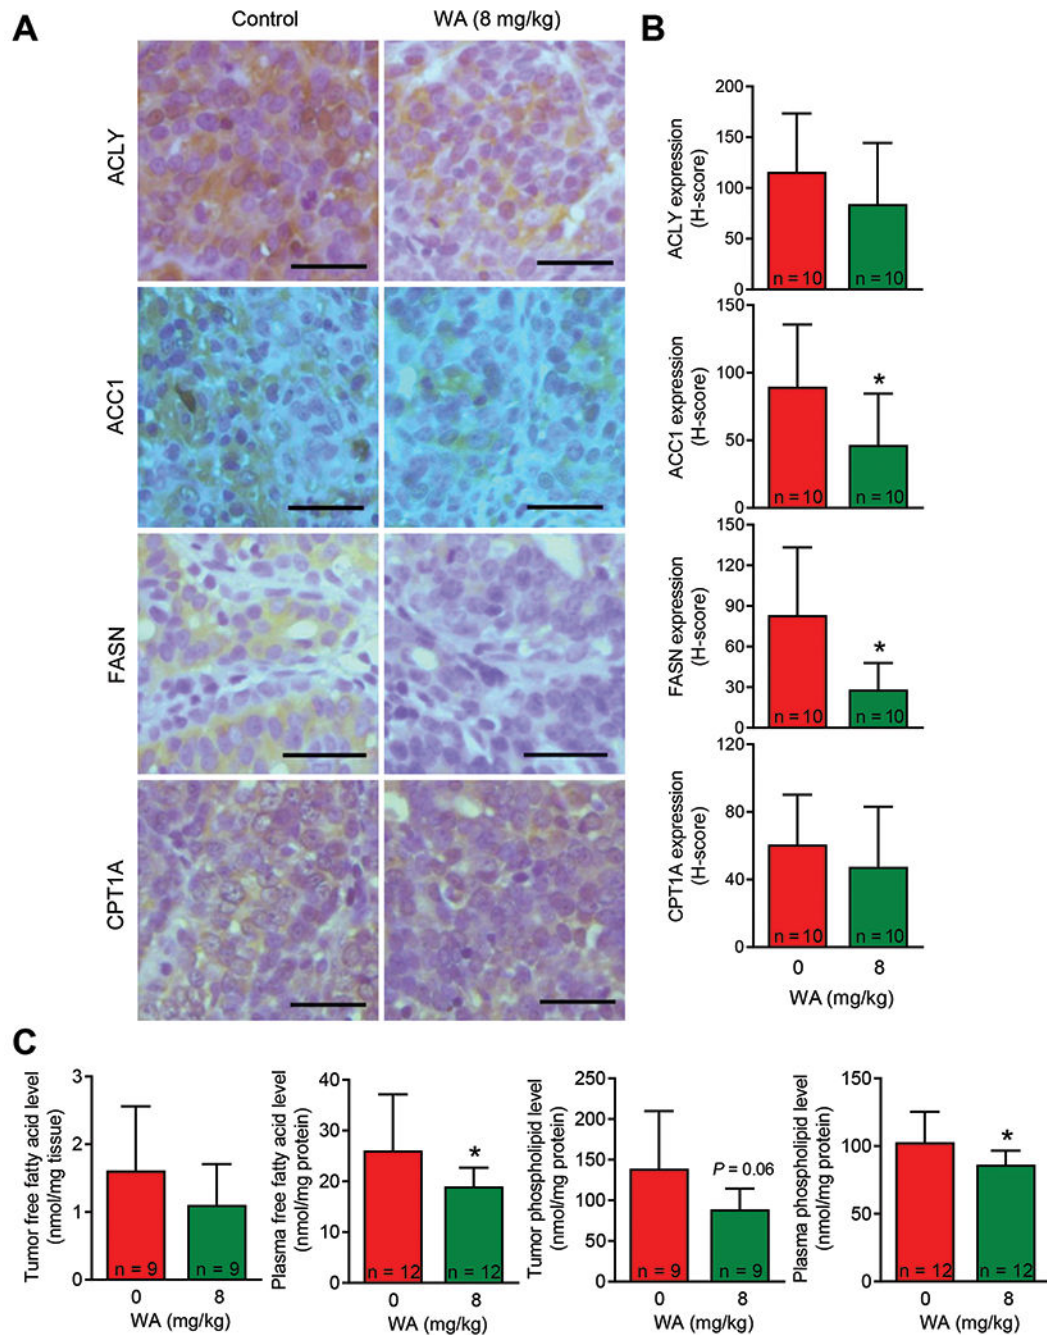 A
Control
WA (8 mg/kg)
B
ACLY
ACC1
FASN
CPT1A
ACLY expression
(H-score)
200
150
100
50
0
n = 10
n = 10
ACC1 expression
(H-score)
150
100
50
0
*
n = 10
n = 10
FASN expression
(H-score)
150
120
90
60
30
0
*
n = 10
n = 10
CPT1A expression
(H-score)
120
80
40
0
n = 10
n = 10
0
8
WA (mg/kg)
C
Tumor free fatty acid level
(nmol/mg tissue)
3
2
1
0
n = 9
n = 9
0
8
WA (mg/kg)
Plasma free fatty acid level
(nmol/mg protein)
40
30
20
10
0
*
n = 12
n = 12
0
8
WA (mg/kg)
Tumor phospholipid level
(nmol/mg protein)
250
200
150
100
50
0
P = 0.06
n = 9
n = 9
0
8
WA (mg/kg)
Plasma phospholipid level
(nmol/mg protein)
150
100
50
0
*
n = 12
n = 12
0
8
WA (mg/kg)